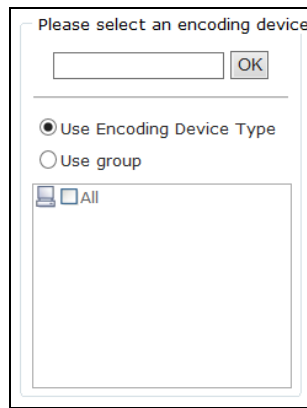 Please select an encoding device
OK
Use Encoding Device Type
Use group
All